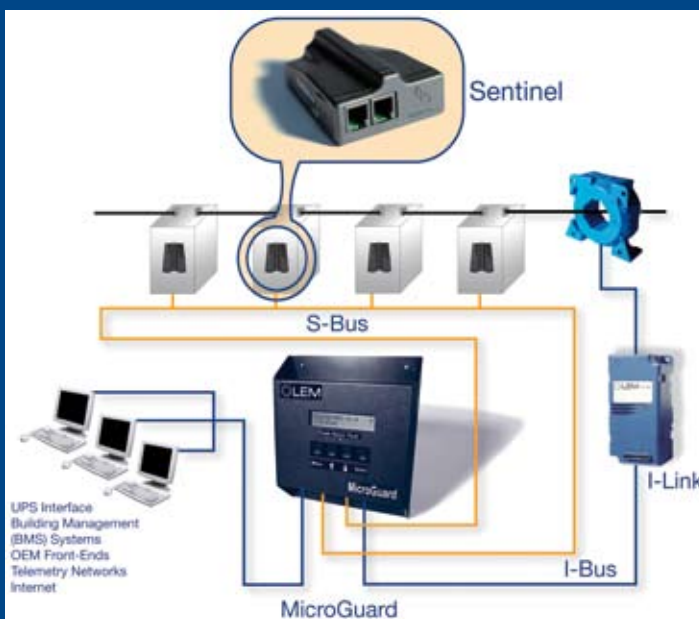 Sentinel
S-Bus
LEM
LEM
MicroGuard
I-Link
UPS Interface
Building Management
(BMS) Systems
OEM Front-Ends
Telemetry Networks
Internet
I-Bus
MicroGuard